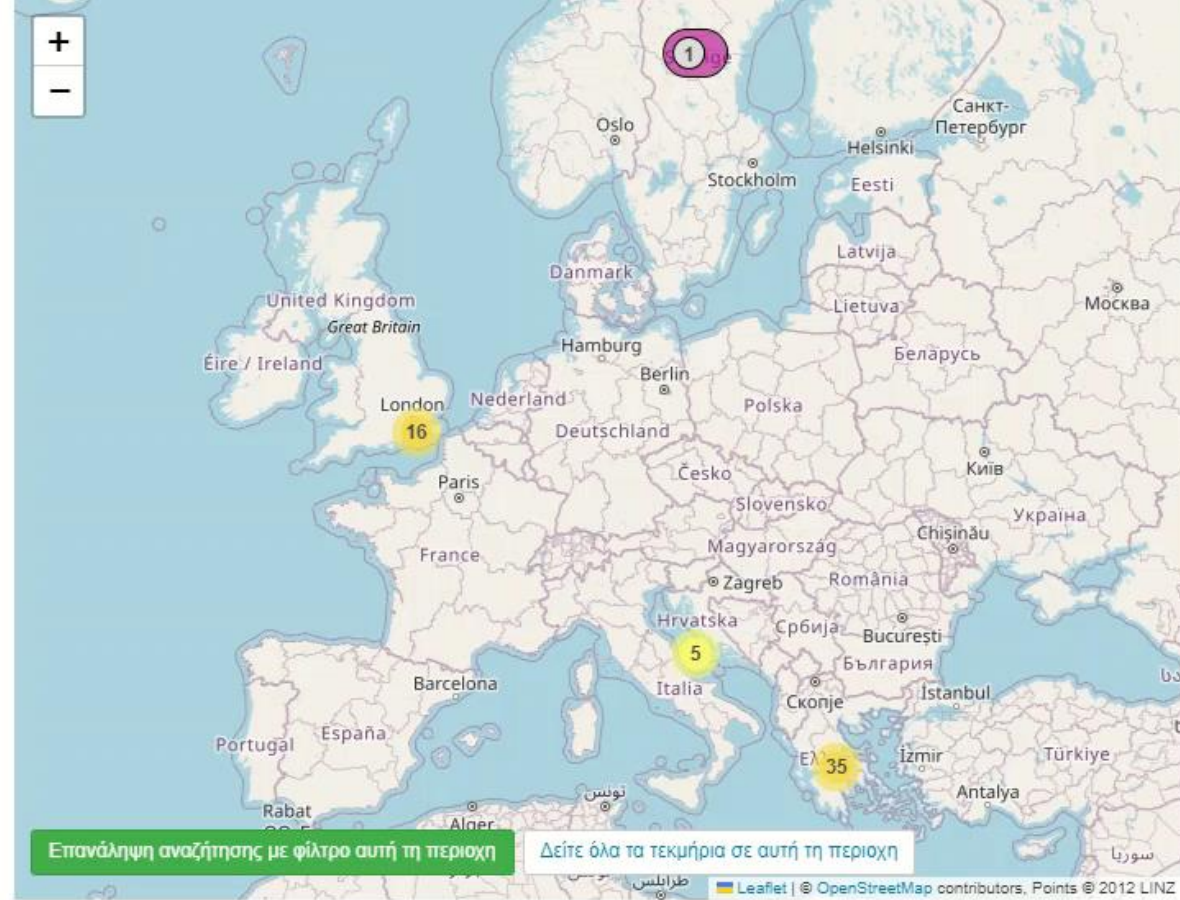 +
−
1
Oslo
Санкт-
Петербург
Helsinki
Stockholm
Eesti
Latvija
Danmark
United Kingdom
Москва
Lietuva
Great Britain
Hamburg
Беларусь
Éire / Ireland
Berlin
Nederland
London
Polska
16
Deutschland
Київ
Česko
Paris
Slovensko
Україна
Chișinău
Magyarország
France
Zagreb
România
Hrvatska
Србија
București
5
България
Barcelona
Italia
İstanbul
Скопје
España
Portugal
İzmir
Türkiye
35
تونس
Antalya
Rabat
Alger
Επανάληψη αναζήτησης με φίλτρο αυτή τη περιοχη
Δείτε όλα τα τεκμήρια σε αυτή τη περιοχη
سوريا
طرابلس
Leaflet | © OpenStreetMap contributors, Points © 2012 LINZ